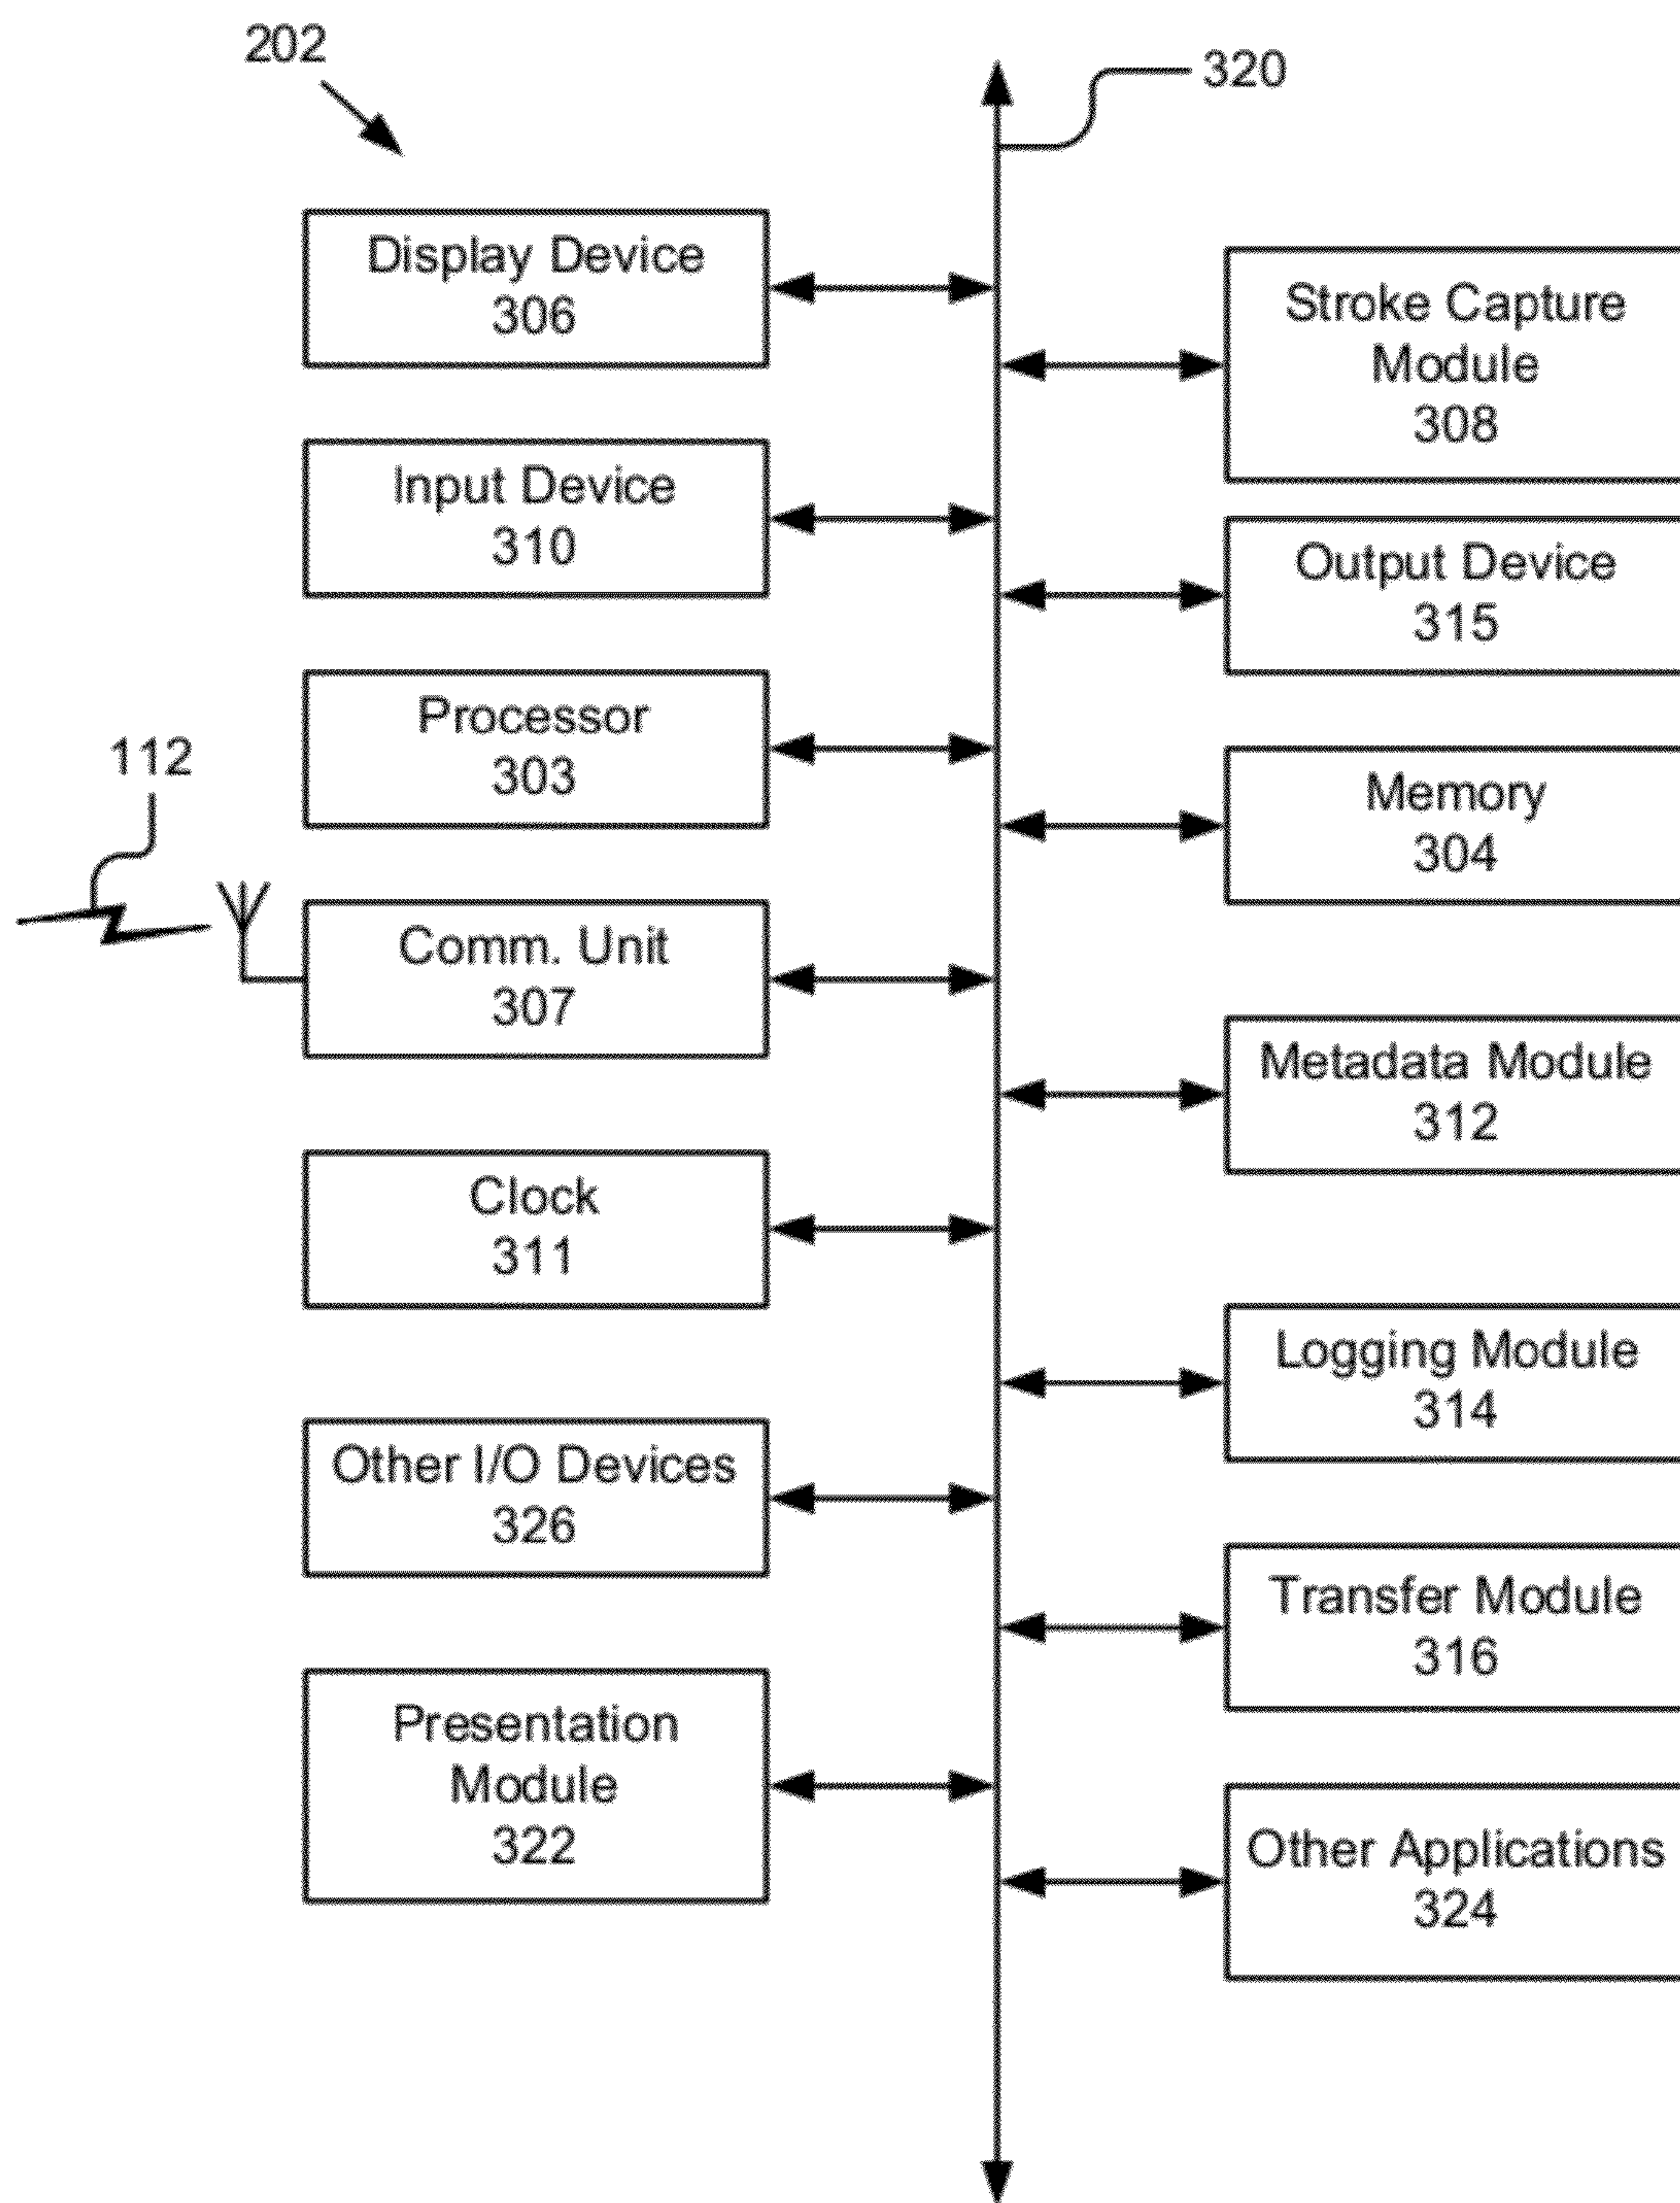 202
320
Display Device
306
Stroke Capture
Module
308
Input Device
310
Output Device
315
Processor
303
112
Memory
304
Comm. Unit
307
Metadata Module
312
Clock
311
Logging Module
314
Other I/O Devices
326
Transfer Module
316
Presentation
Module
322
Other Applications
324